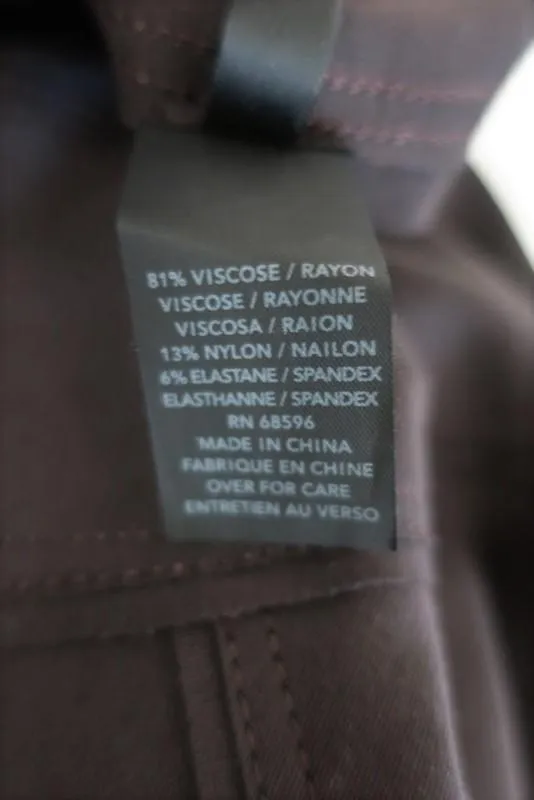 81% VISCOSE / RAYON
VISCOSE / RAYONNE
VISCOSA / RAION
13% NYLON / NAILON
6% ELASTANE / SPANDEX
ELASTHANNE / SPANDEX
RN 68596
MADE IN CHINA
FABRIQUE EN CHINE
OVER FOR CARE
ENTRETIEN AU VERSO